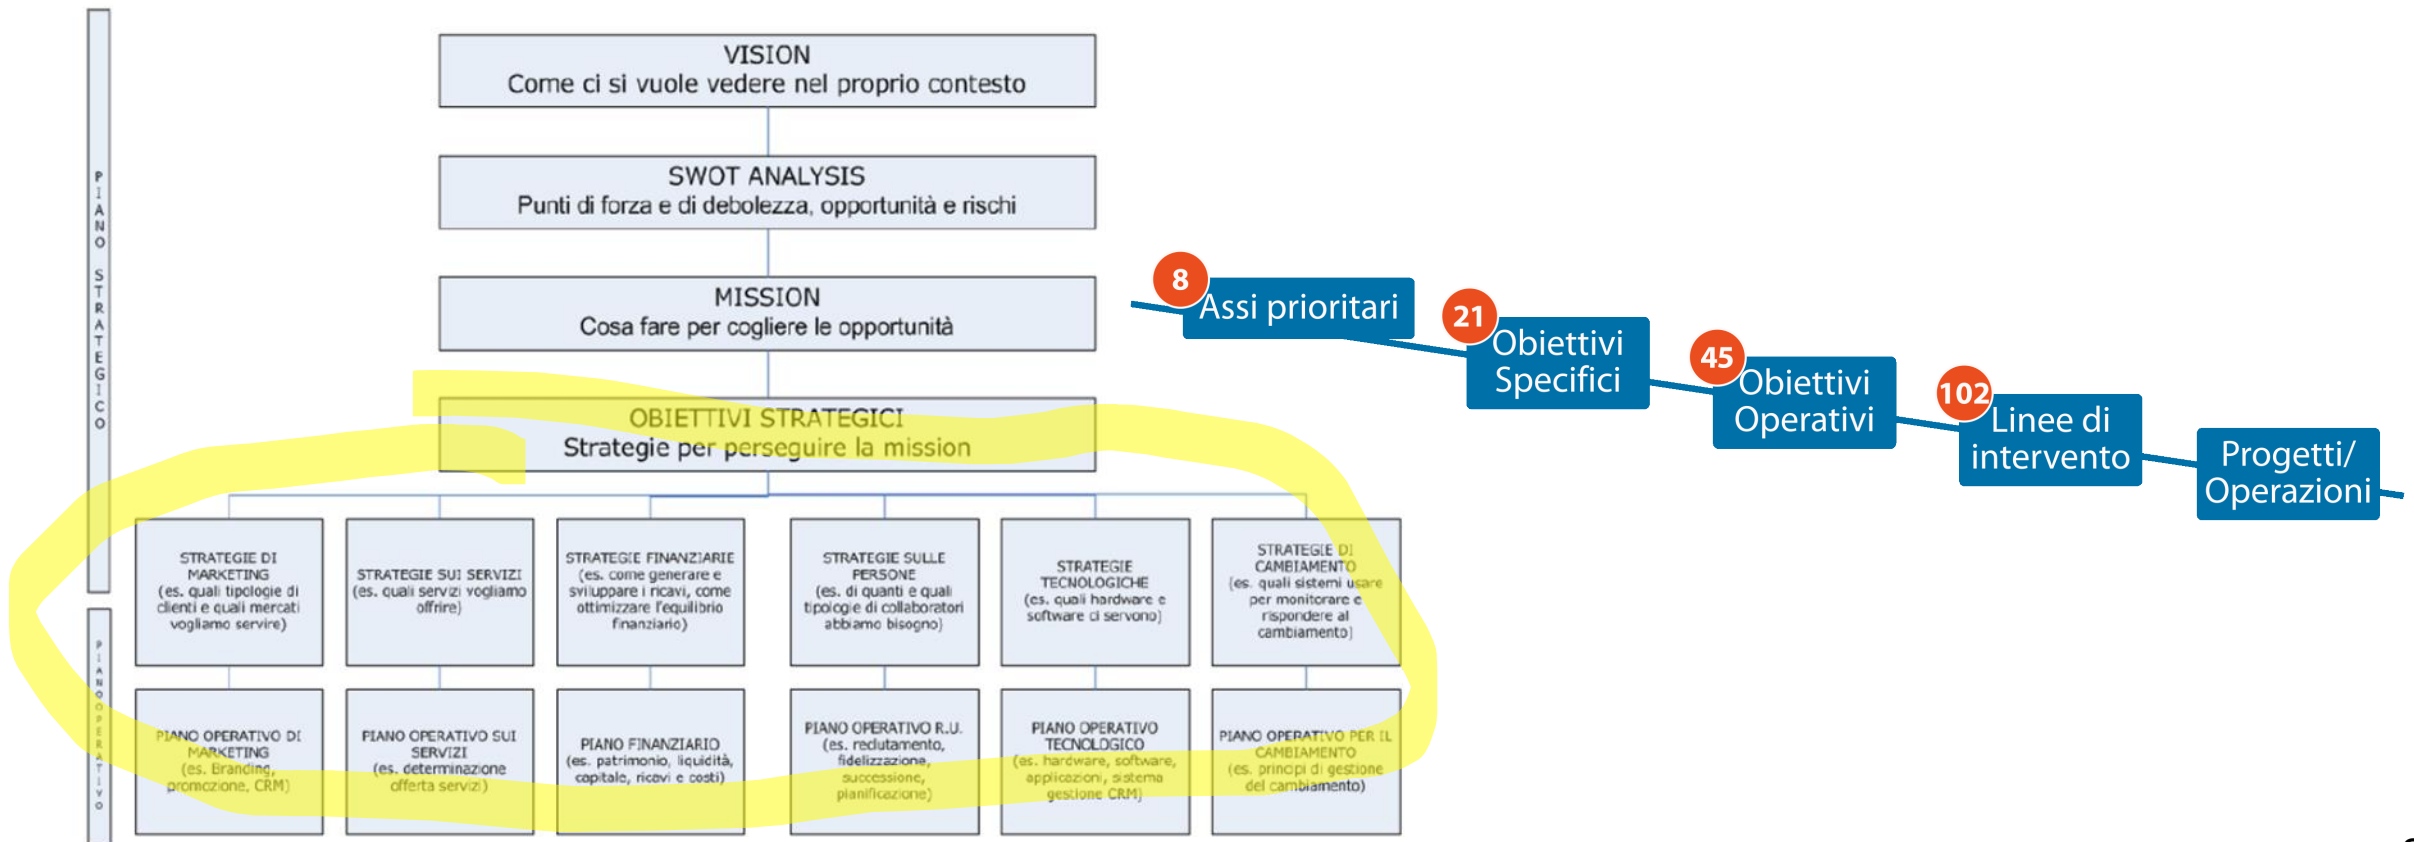 PIANO STRATEGICO
VISION
Come ci si vuole vedere nel proprio contesto
SWOT ANALYSIS
Punti di forza e di debolezza, opportunità e rischi
MISSION
Cosa fare per cogliere le opportunità
OBIETTIVI STRATEGICI
Strategie per perseguire la mission
STRATEGIE DI
MARKETING
(es. quali tipologie di
clienti e quali mercati
vogliamo servire)
STRATEGIE SUI SERVIZI
(es. quali servizi vogliamo
offrire)
STRATEGIE FINANZIARIE
(es. come generare e
sviluppare i ricavi, come
ottimizzare l'equilibrio
finanziario)
STRATEGIE SULLE
PERSONE
(es. di quanti e quali
tipologie di collaboratori
abbiamo bisogno)
STRATEGIE
TECNOLOGICHE
(es. quali hardware e
software ci servono)
STRATEGIE DI
CAMBIAMENTO
(es. quali sistemi usare
per monitorare e
rispondere al
cambiamento)
PIANO OPERATIVO
PIANO OPERATIVO DI
MARKETING
(es. Branding,
promozione, CRM)
PIANO OPERATIVO SUI
SERVIZI
(es. determinazione
offerta servizi)
PIANO FINANZIARIO
(es. patrimonio, liquidità,
capitale, ricavi e costi)
PIANO OPERATIVO R.U.
(es. reclutamento,
fidelizzazione,
successione,
pianificazione)
PIANO OPERATIVO
TECNOLOGICO
(es. hardware, software,
applicazioni, sistema
gestione CRM)
PIANO OPERATIVO PER IL
CAMBIAMENTO
(es. principi di gestione
del cambiamento)
8
Assi prioritari
21
Obiettivi
Specifici
45
Obiettivi
Operativi
102
Linee di
intervento
Progetti/
Operazioni